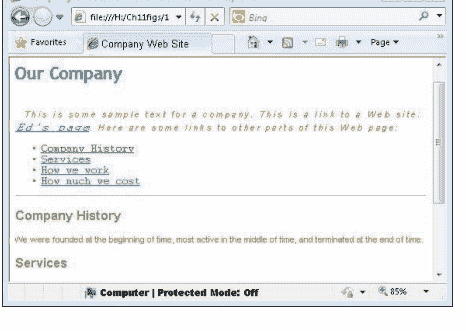 file:///H:/Ch11figs/1
Bing
Favorites
Company Web Site
Page
Our Company
This is some sample text for a company. This is a link to a Web site:
Ed's page Here are some links to other parts of this Web page:
• Company History
• Services
• How we work
• How much we cost
Company History
We were founded at the beginning of time, most active in the middle of time, and terminated at the end of time.
Services
Computer | Protected Mode: Off
85%